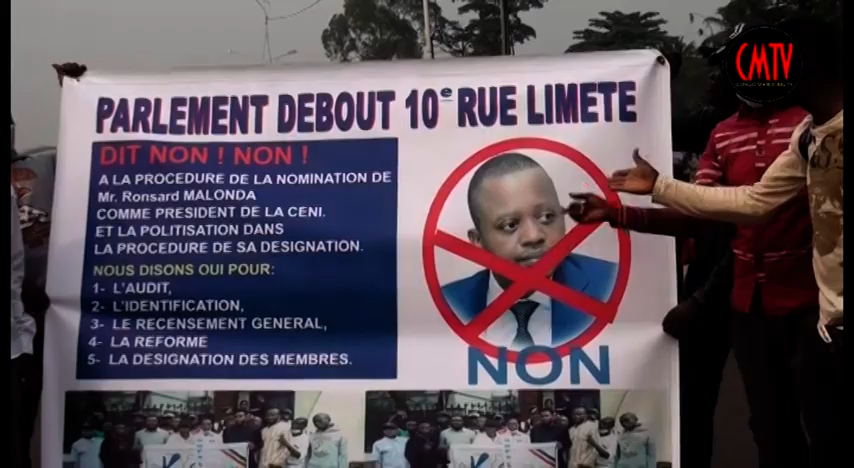 CMTV
PARLEMENT DEBOUT 10e RUE LIMETE
DIT NON ! NON !
A LA PROCEDURE DE LA NOMINATION DE
Mr. Ronsard MALONDA
COMME PRESIDENT DE LA CENI.
ET LA POLITISATION DANS
LA PROCEDURE DE SA DESIGNATION.
NOUS DISONS OUI POUR:
1- L'AUDIT,
2- L'IDENTIFICATION,
3- LE RECENSEMENT GENERAL,
4- LA REFORME
5- LA DESIGNATION DES MEMBRES.
NON